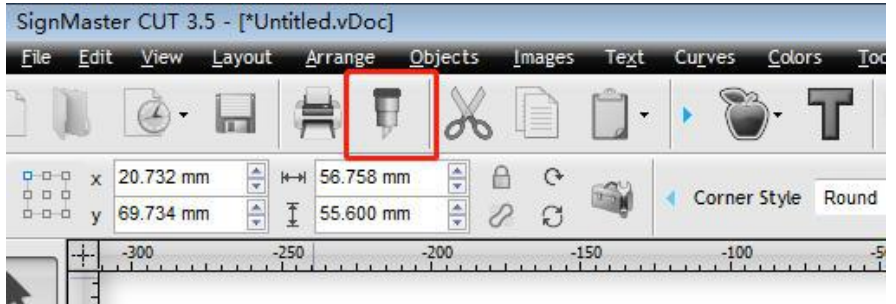 SignMaster CUT 3.5 - [*Untitled.vDoc]
File Edit View Layout Arrange Objects Images Text Curves Colors
x 20.732 mm 56.758 mm
Corner Style Round
y 69.734 mm 55.600 mm
-300 -250 -200 -150 -100